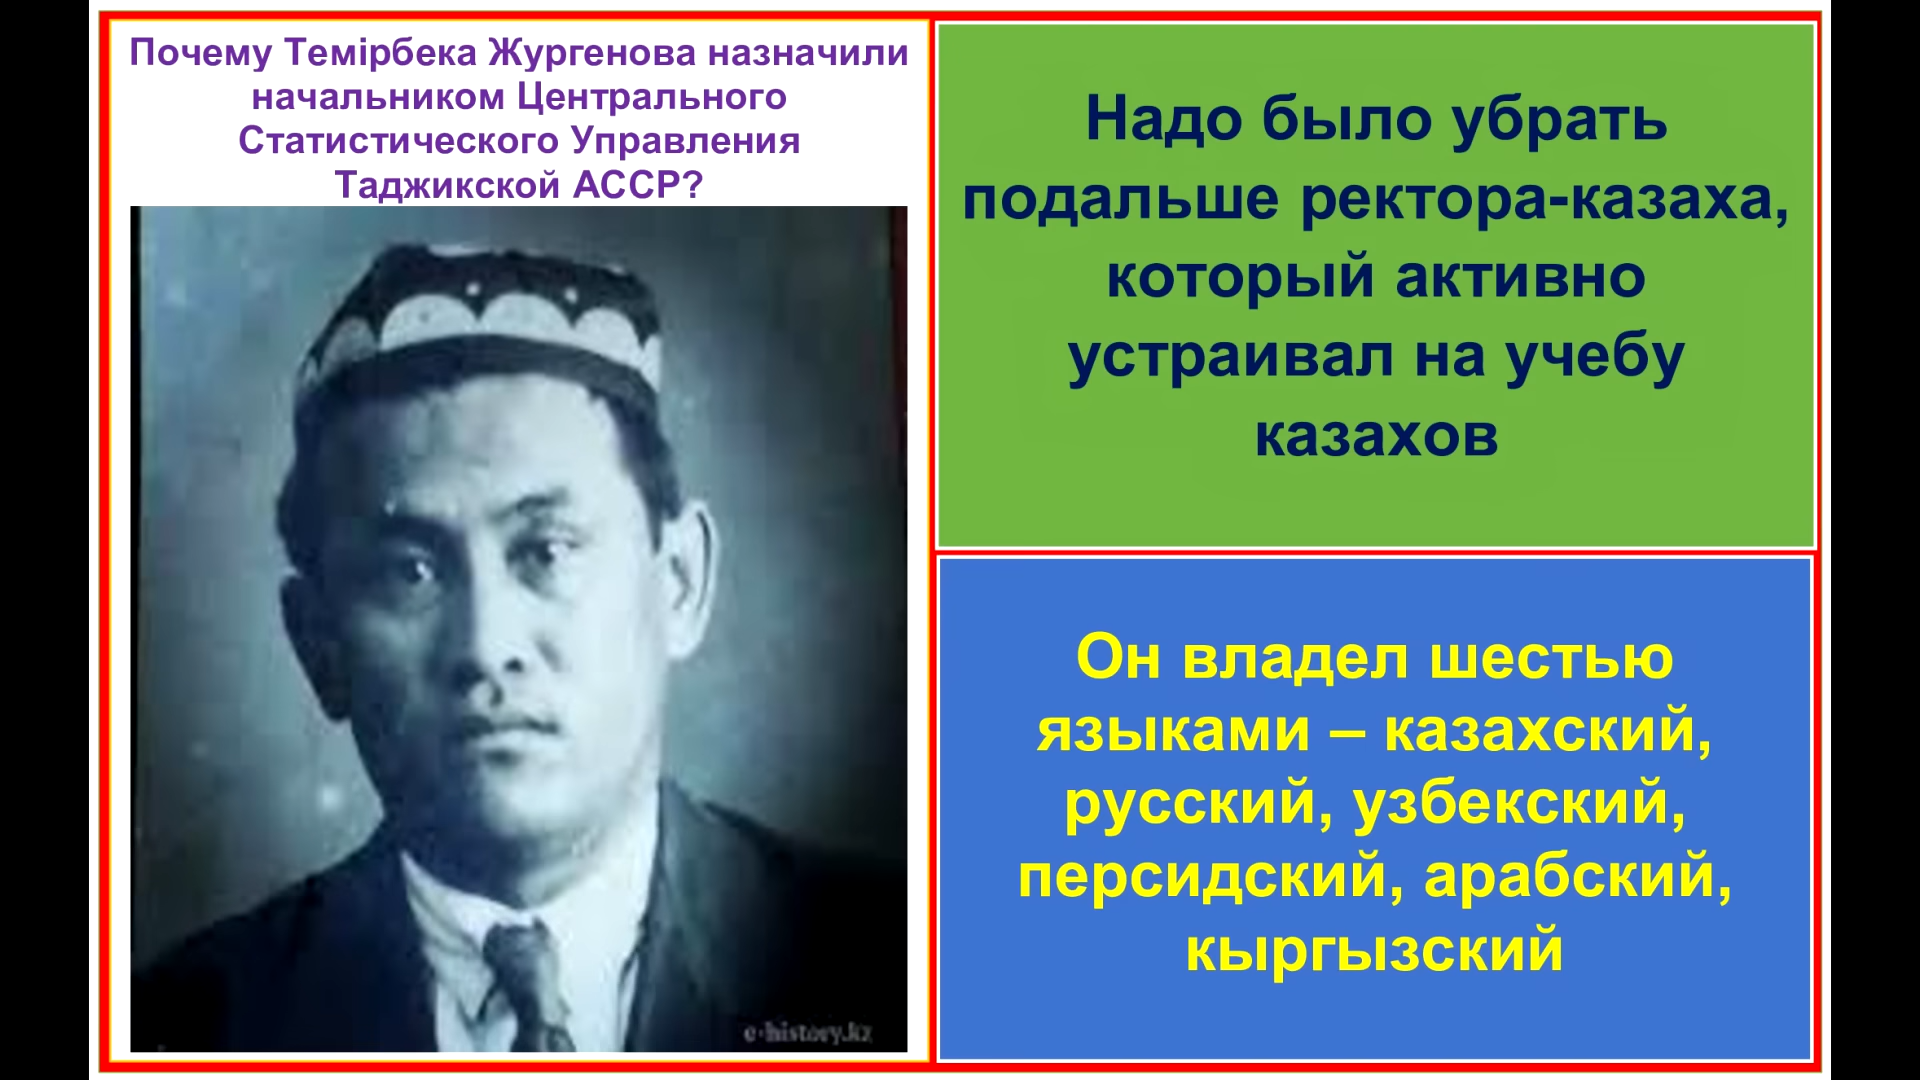 Почему Темірбека Жургенова назначили
начальником Центрального
Статистического Управления
Таджикской АССР?
e-history.kz
Надо было убрать
подальше ректора-казаха,
который активно
устраивал на учебу
казахов
Он владел шестью
языками – казахский,
русский, узбекский,
персидский, арабский,
кыргызский